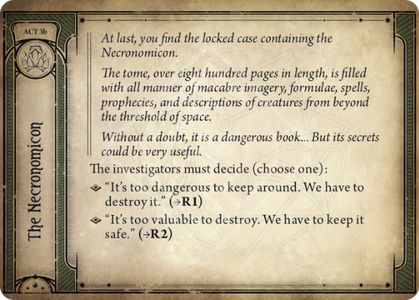 ACT 3b
The Necronomicon
At last, you find the locked case containing the
Necronomicon.
The tome, over eight hundred pages in length, is filled
with all manner of macabre imagery, formulae, spells,
prophecies, and descriptions of creatures from beyond
the threshold of space.
Without a doubt, it is a dangerous book... But its secrets
could be very useful.
The investigators must decide (choose one):
“It’s too dangerous to keep around. We have to
destroy it.” (→R1)
“It’s too valuable to destroy. We have to keep it
safe.” (→R2)